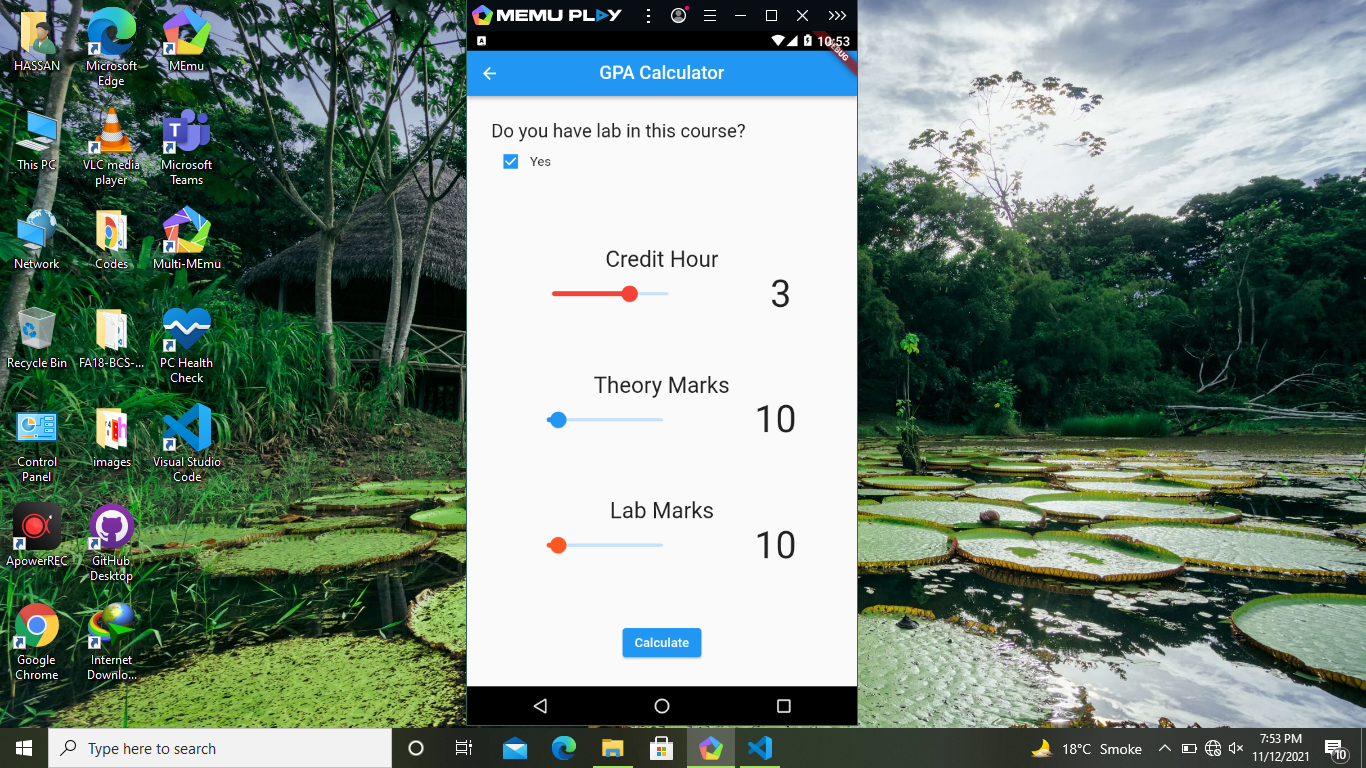 HASSAN
Microsoft
Edge
MEmu
This PC
VLC media
player
Microsoft
Teams
Network
Codes
Multi-MEmu
Recycle Bin
FA18-BCS-...
PC Health
Check
Control
Panel
images
Visual Studio
Code
ApowerREC
GitHub
Desktop
Google
Chrome
Internet
Downlo...
MEMU PLAY
10:53
DEBUG
GPA Calculator
Do you have lab in this course?
Yes
Credit Hour
3
Theory Marks
10
Lab Marks
10
Calculate
Type here to search
18°C Smoke
7:53 PM
11/12/2021
10